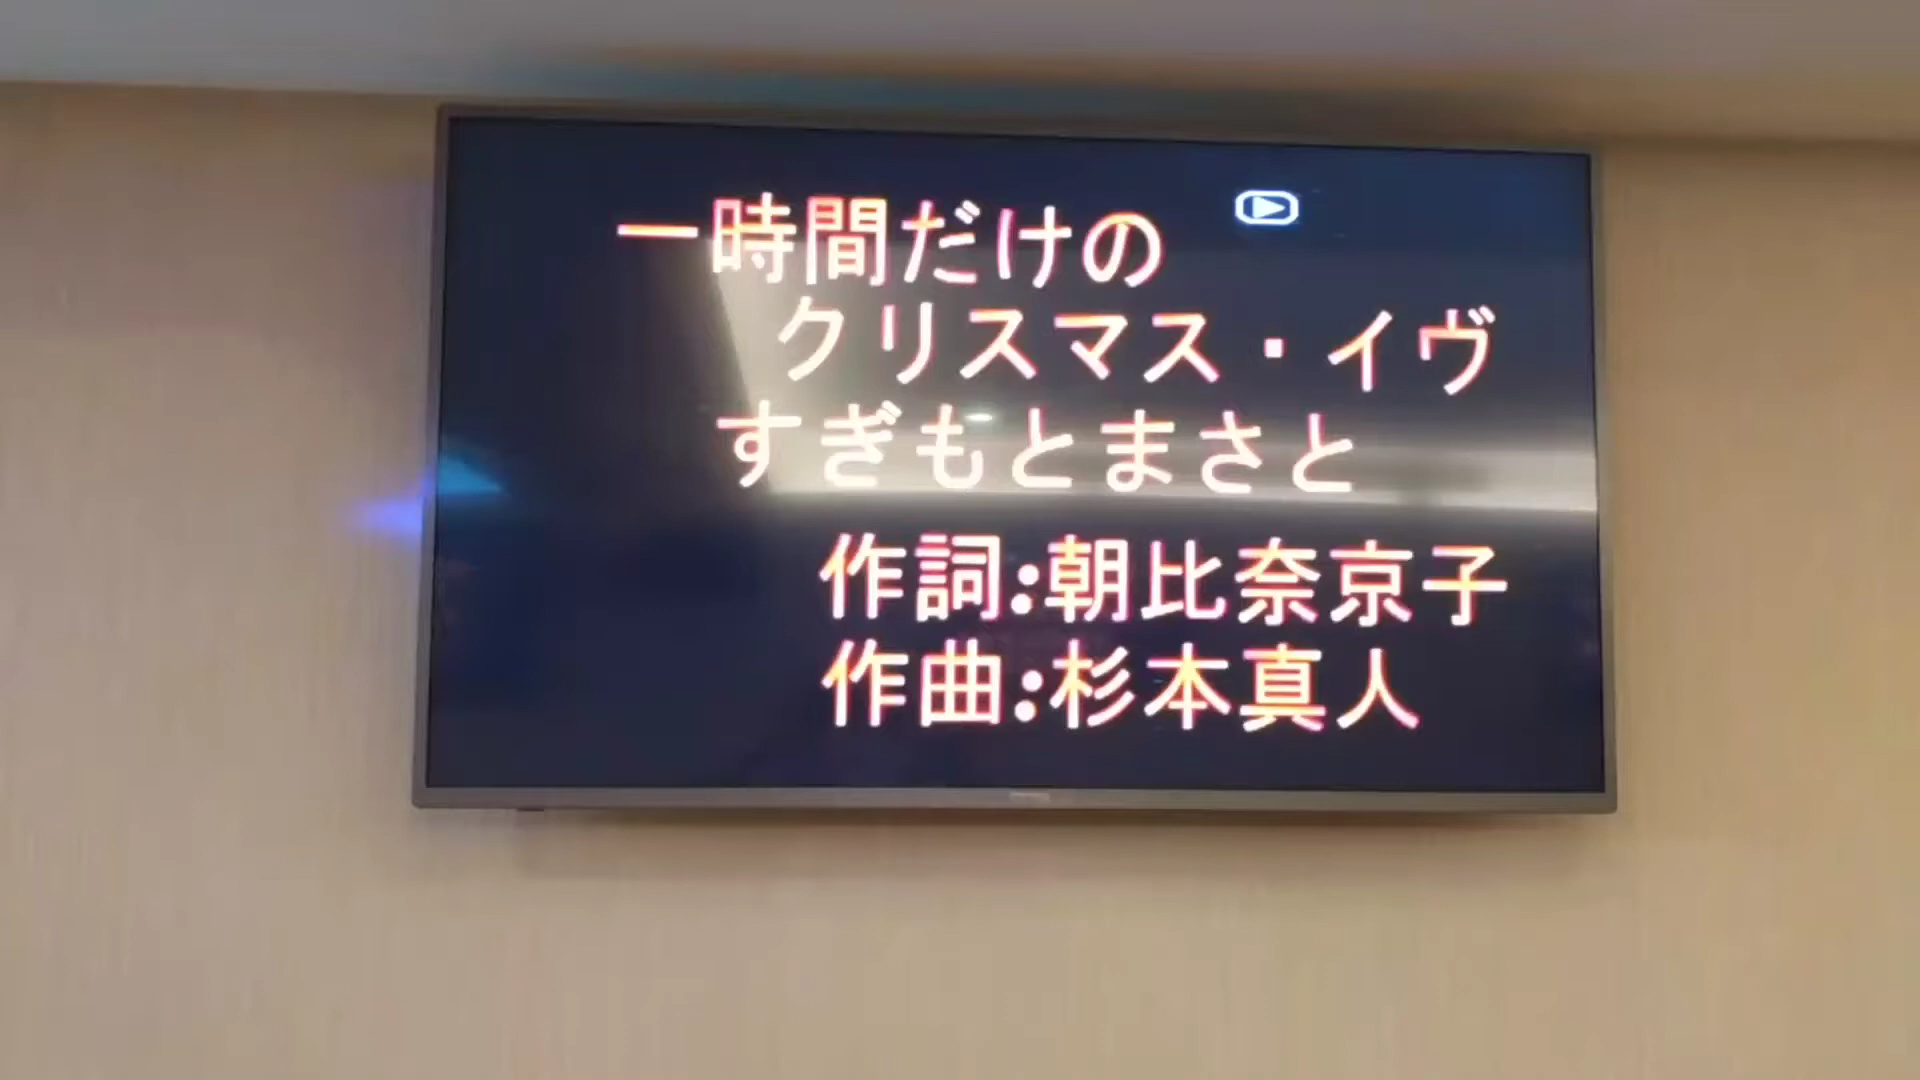 一時間だけの
クリスマス・イヴ
すぎもとまさと
作詞:朝比奈京子
作曲:杉本真人